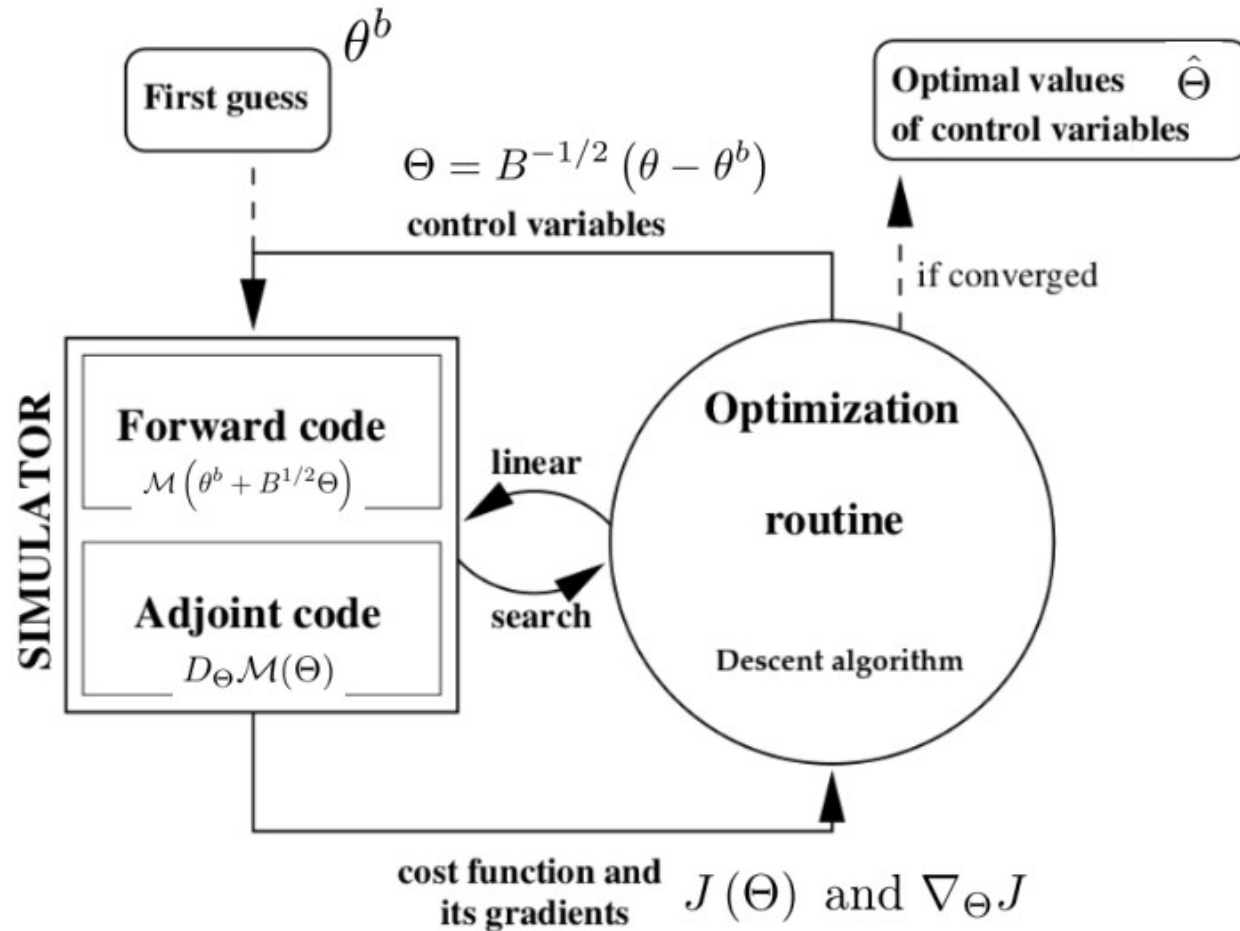 θ^b
First guess
Optimal values Θ̂
of control variables
Θ = B^{-1/2} (θ − θ^b)
control variables
if converged
SIMULATOR
Forward code
ℳ(θ^b + B^{1/2}Θ)
linear
Optimization
routine
Adjoint code
D_Θ ℳ(Θ)
search
Descent algorithm
cost function and
its gradients
J (Θ) and ∇_Θ J